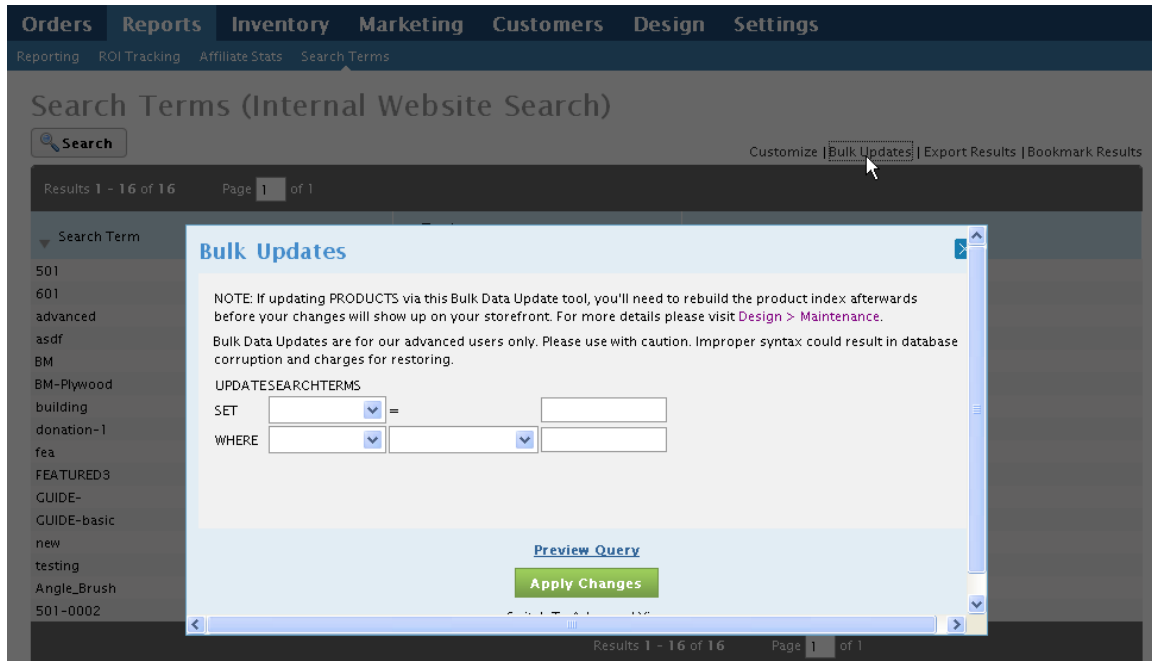 Orders Reports Inventory Marketing Customers Design Settings
Reporting ROI Tracking Affiliate Stats Search Terms
Search Terms (Internal Website Search)
Search
Customize | Bulk Updates | Export Results | Bookmark Results
Results 1 - 16 of 16 Page 1 of 1
Search Term
Bulk Updates
501
601
advanced
asdf
BM
BM-Plywood
building
donation-1
fea
FEATURED3
GUIDE-
GUIDE-basic
new
testing
Angle_Brush
501-0002
NOTE: If updating PRODUCTS via this Bulk Data Update tool, you'll need to rebuild the product index afterwards
before your changes will show up on your storefront. For more details please visit Design > Maintenance.
Bulk Data Updates are for our advanced users only. Please use with caution. Improper syntax could result in database
corruption and charges for restoring.
UPDATESEARCHTERMS
SET =
WHERE
Preview Query
Apply Changes
Results 1 - 16 of 16 Page 1 of 1